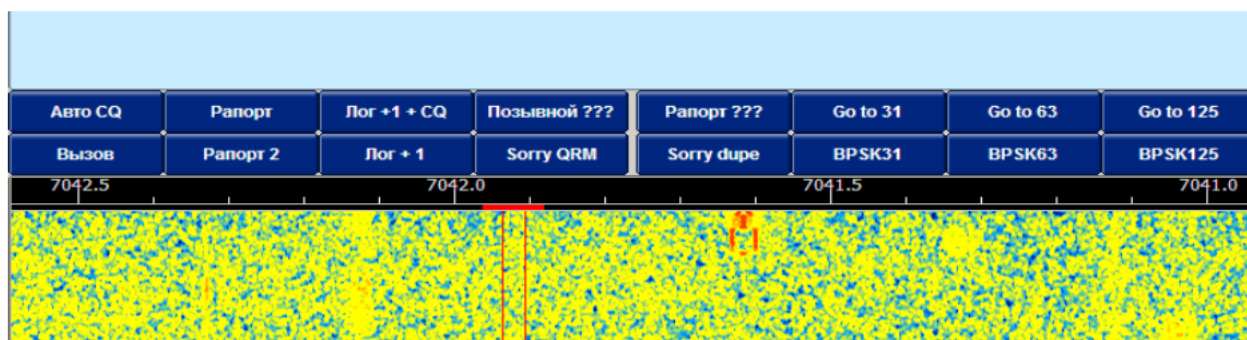 Авто CQ Рапорт Лог +1 + CQ Позывной ??? Рапорт ??? Go to 31 Go to 63 Go to 125
Вызов Рапорт 2 Лог + 1 Sorry QRM Sorry dupe BPSK31 BPSK63 BPSK125
7042.5 7042.0 7041.5 7041.0